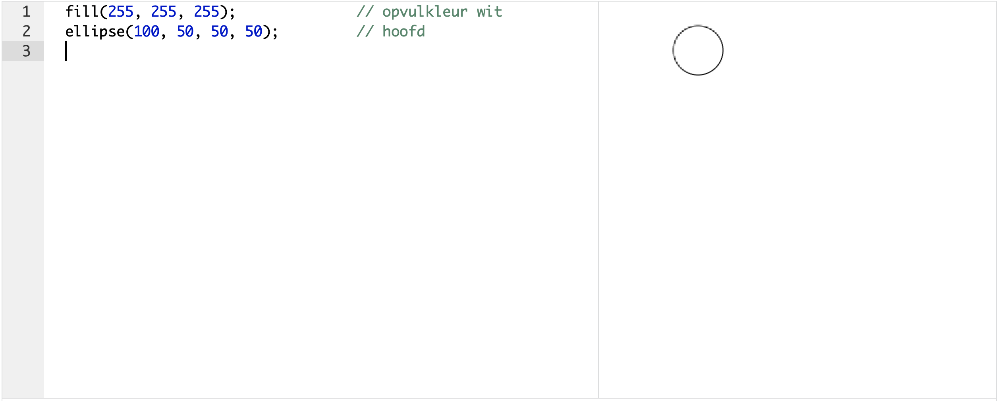 1 fill(255, 255, 255); // opvulkleur wit
2 ellipse(100, 50, 50, 50); // hoofd
3